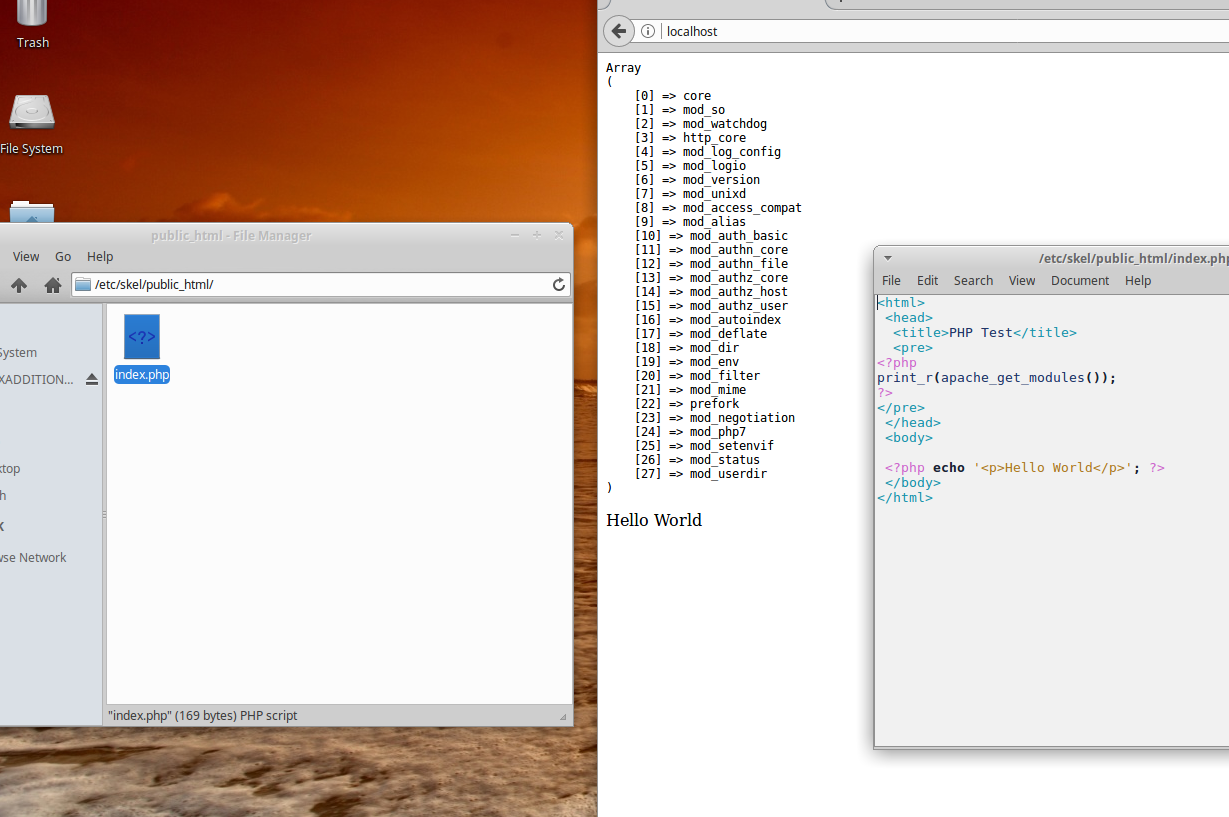 Trash
File System
public_html - File Manager
View Go Help
/etc/skel/public_html/
System
XADDITION...
ktop
h
K
wse Network
<?>
index.php
"index.php" (169 bytes) PHP script
localhost
Array
(
[0] => core
[1] => mod_so
[2] => mod_watchdog
[3] => http_core
[4] => mod_log_config
[5] => mod_logio
[6] => mod_version
[7] => mod_unixd
[8] => mod_access_compat
[9] => mod_alias
[10] => mod_auth_basic
[11] => mod_authn_core
[12] => mod_authn_file
[13] => mod_authz_core
[14] => mod_authz_host
[15] => mod_authz_user
[16] => mod_autoindex
[17] => mod_deflate
[18] => mod_dir
[19] => mod_env
[20] => mod_filter
[21] => mod_mime
[22] => prefork
[23] => mod_negotiation
[24] => mod_php7
[25] => mod_setenvif
[26] => mod_status
[27] => mod_userdir
)
Hello World
/etc/skel/public_html/index.php
File Edit Search View Document Help
<html>
<head>
<title>PHP Test</title>
<pre>
<?php
print_r(apache_get_modules());
?>
</pre>
</head>
<body>
<?php echo '<p>Hello World</p>'; ?>
</body>
</html>